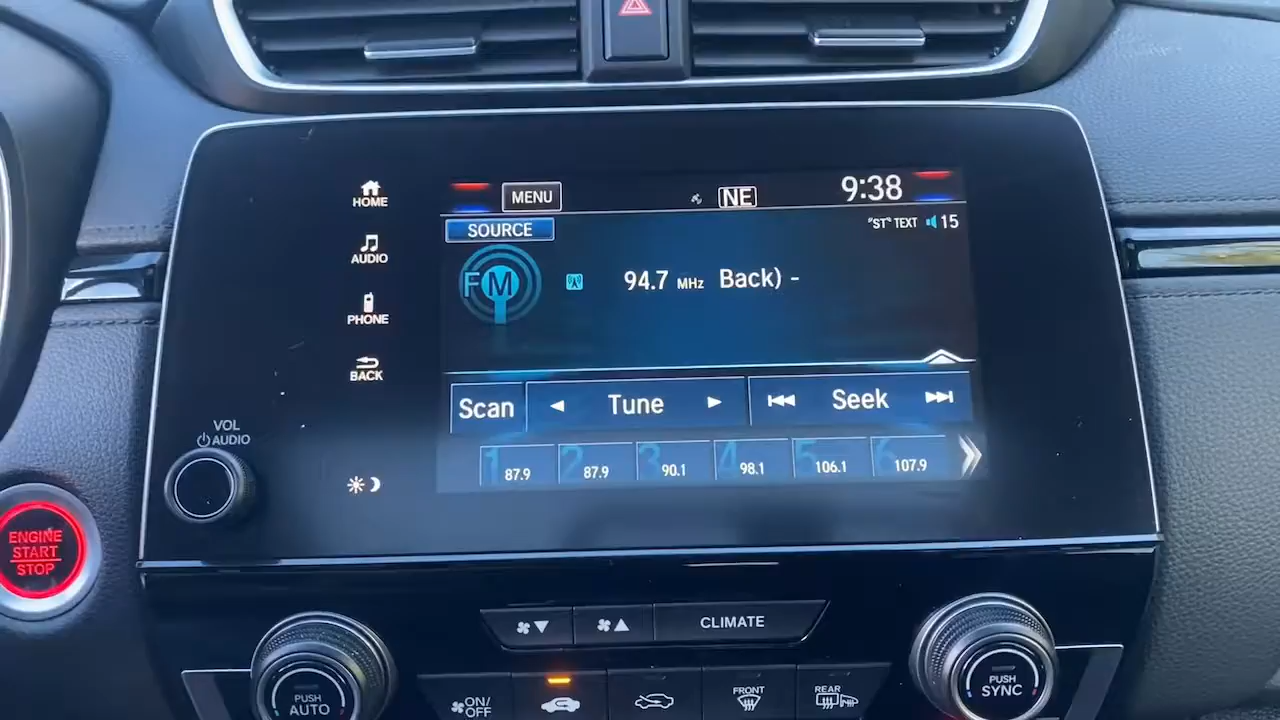 HOME
MENU
NE
9:38
SOURCE
"ST" TEXT 15
AUDIO
FM
94.7 MHz Back) -
PHONE
BACK
Scan
Tune
Seek
VOL
AUDIO
1 87.9
2 87.9
3 90.1
4 98.1
5 106.1
6 107.9
ENGINE
START
STOP
CLIMATE
PUSH
AUTO
ON/
OFF
FRONT
REAR
PUSH
SYNC